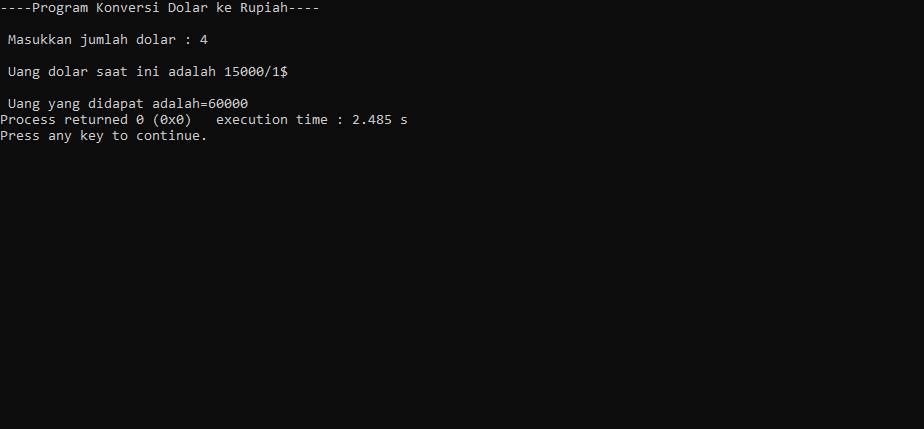 ----Program Konversi Dolar ke Rupiah----
Masukkan jumlah dolar : 4
Uang dolar saat ini adalah 15000/1$
Uang yang didapat adalah=60000
Process returned 0 (0x0)   execution time : 2.485 s
Press any key to continue.